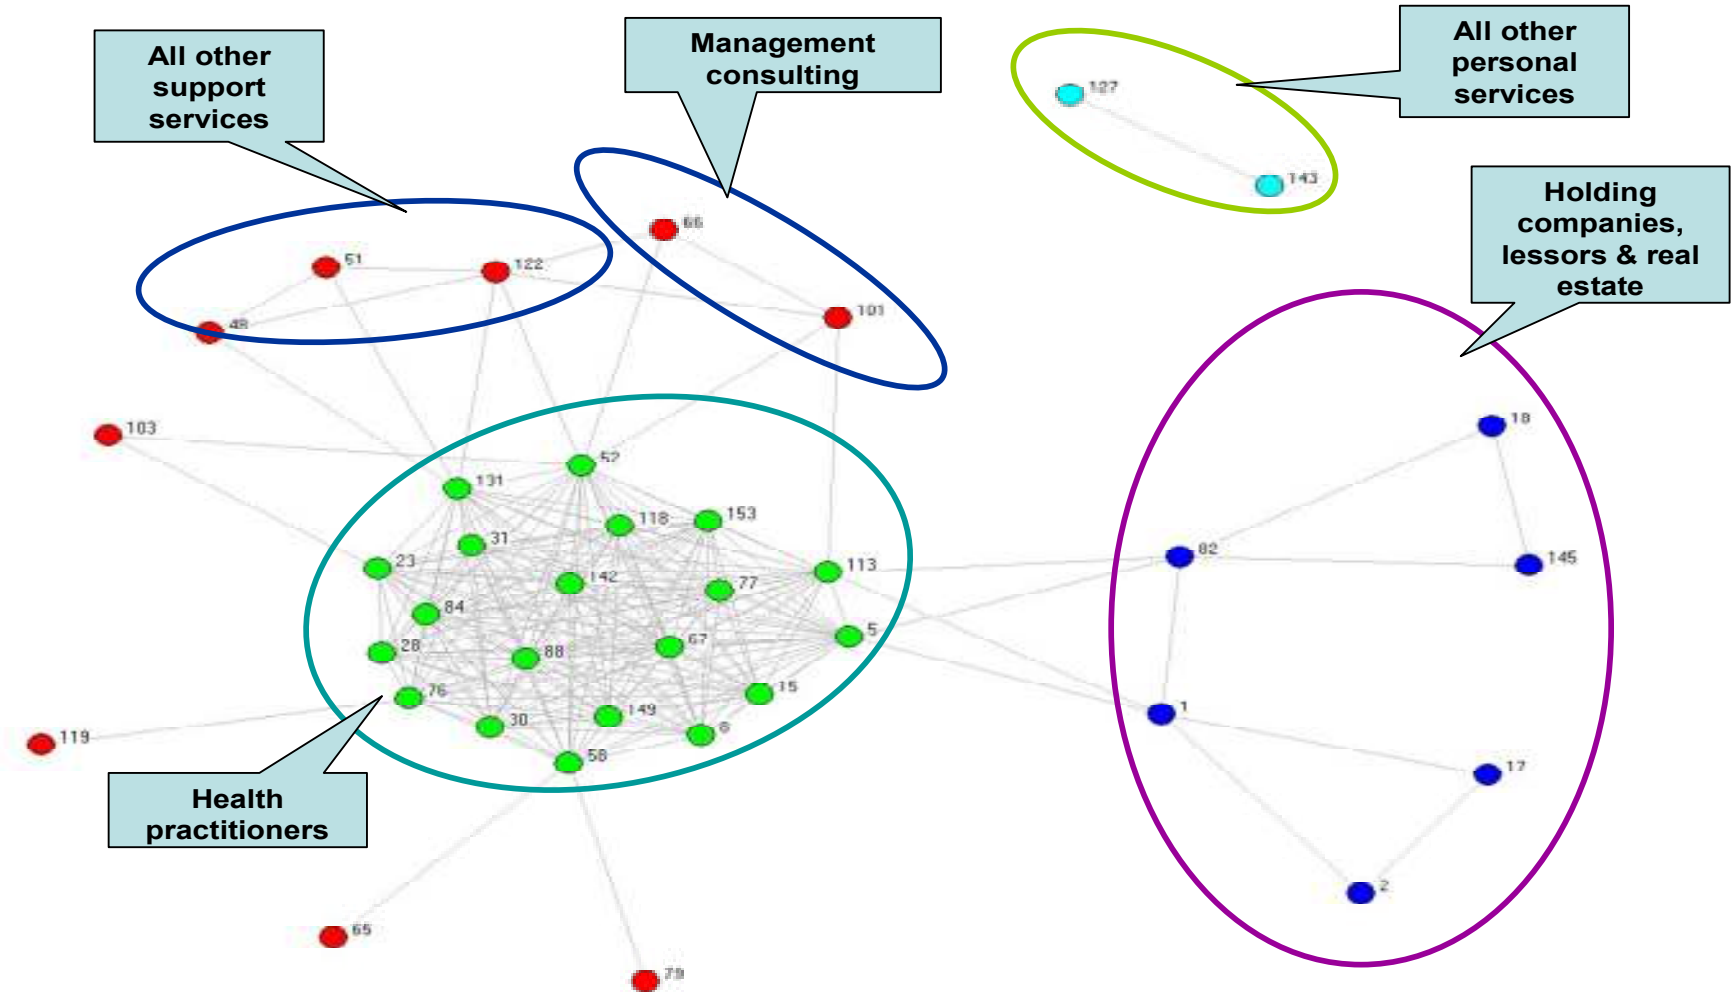 All other
support
services
Management
consulting
All other
personal
services
Holding
companies,
lessors & real
estate
Health
practitioners
127
143
66
51
122
48
101
103
52
131
118
153
31
23
142
77
113
84
28
88
67
5
76
30
149
15
8
58
119
65
79
18
82
145
1
17
2